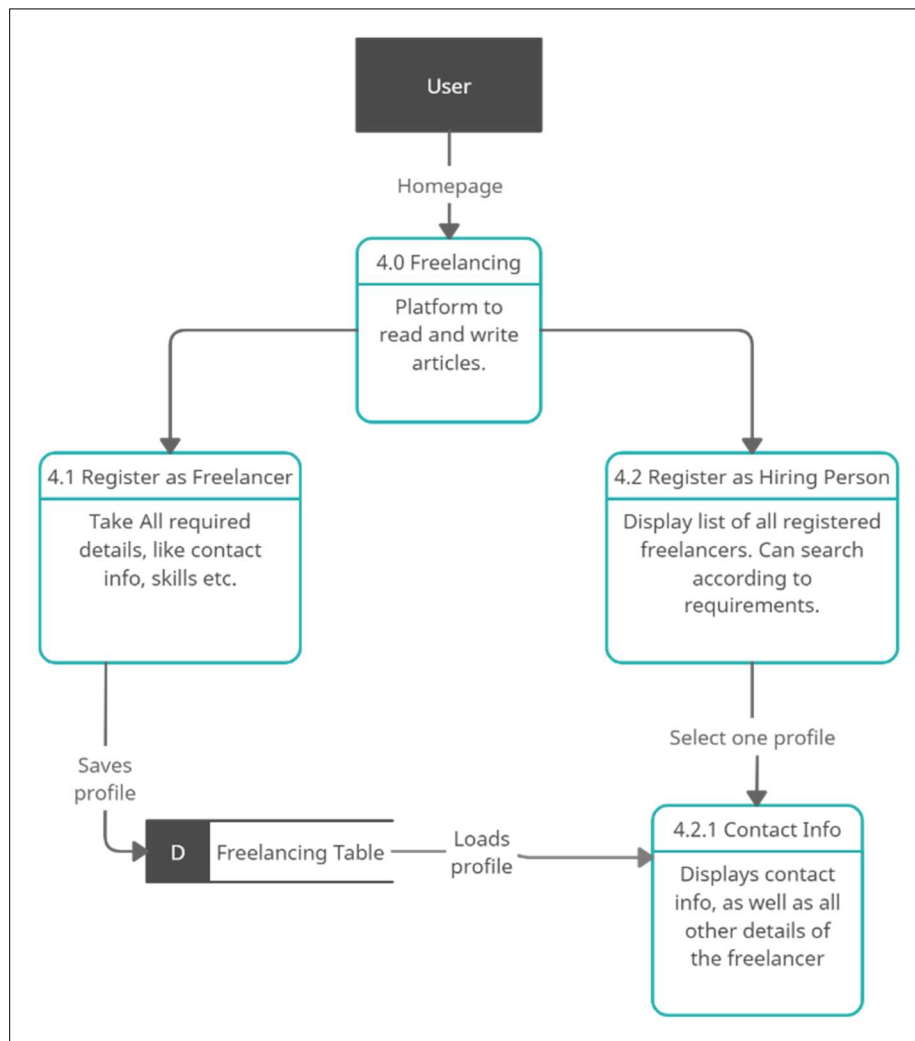 User
Homepage
4.0 Freelancing
Platform to
read and write
articles.
4.1 Register as Freelancer
Take All required
details, like contact
info, skills etc.
4.2 Register as Hiring Person
Display list of all registered
freelancers. Can search
according to
requirements.
Saves
profile
Select one profile
D
Freelancing Table
Loads
profile
4.2.1 Contact Info
Displays contact
info, as well as all
other details of
the freelancer